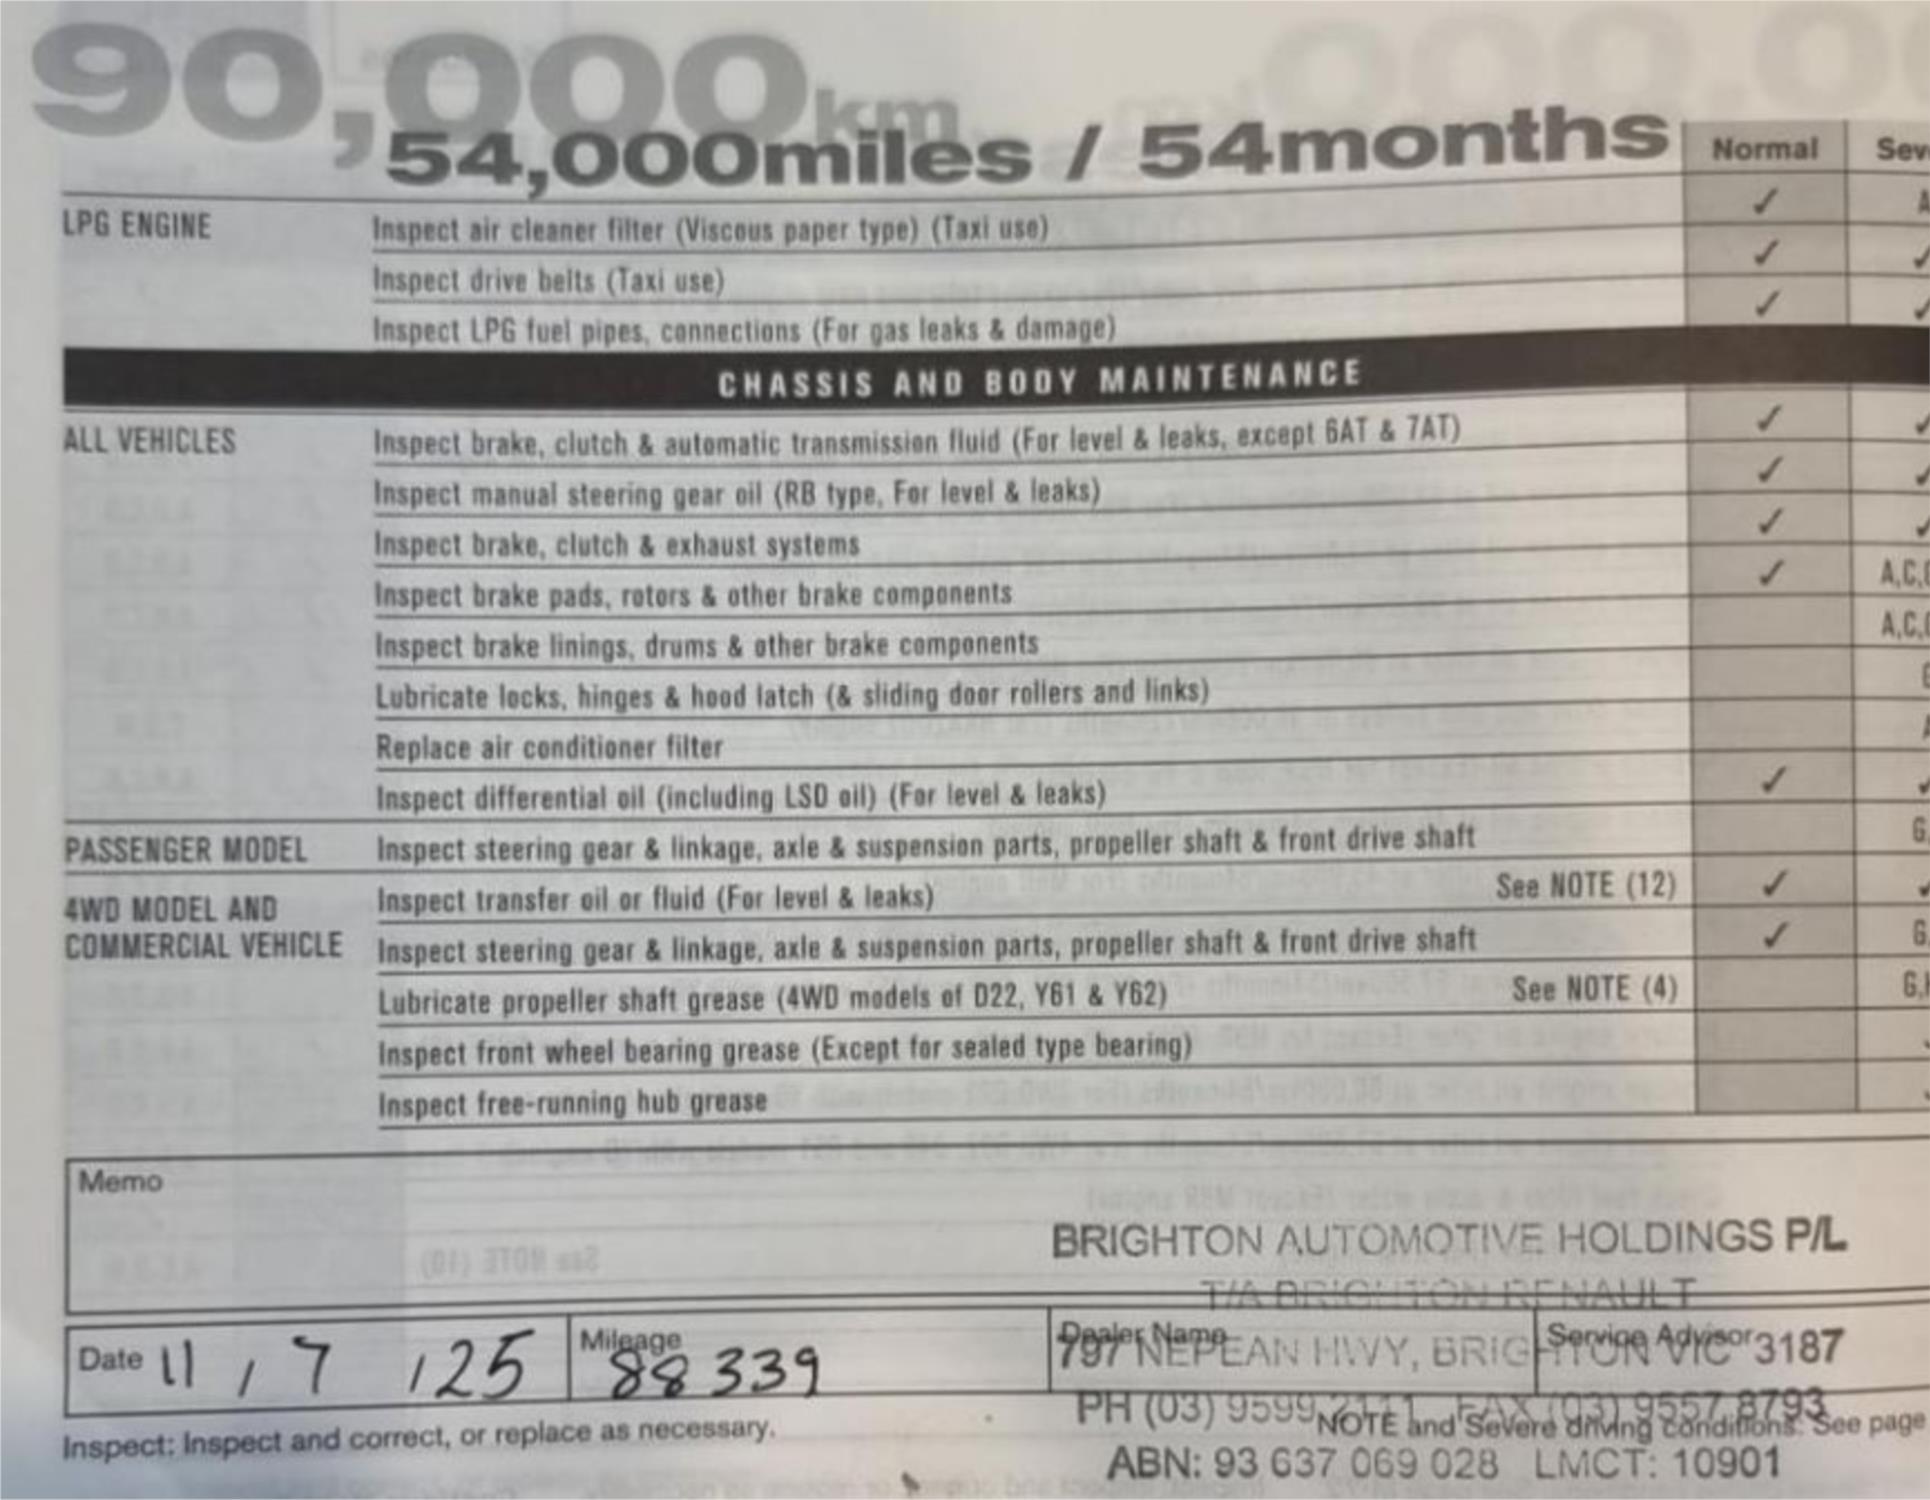 90,000km
54,000miles / 54months
Normal
LPG ENGINE Inspect air cleaner filter (Viscous paper type) (Taxi use) ✓ A
Inspect drive belts (Taxi use) ✓ ✓
Inspect LPG fuel pipes, connections (For gas leaks & damage) ✓ ✓
CHASSIS AND BODY MAINTENANCE
ALL VEHICLES Inspect brake, clutch & automatic transmission fluid (For level & leaks, except 6AT & 7AT) ✓ ✓
Inspect manual steering gear oil (RB type, For level & leaks) ✓ ✓
Inspect brake, clutch & exhaust systems ✓ ✓
Inspect brake pads, rotors & other brake components ✓ A,C,
Inspect brake linings, drums & other brake components A,C,
Lubricate locks, hinges & hood latch (& sliding door rollers and links)
Replace air conditioner filter A
Inspect differential oil (including LSD oil) (For level & leaks) ✓ ✓
PASSENGER MODEL Inspect steering gear & linkage, axle & suspension parts, propeller shaft & front drive shaft G,
4WD MODEL AND Inspect transfer oil or fluid (For level & leaks) See NOTE (12) ✓ ✓
COMMERCIAL VEHICLE Inspect steering gear & linkage, axle & suspension parts, propeller shaft & front drive shaft ✓ G,
Lubricate propeller shaft grease (4WD models of D22, Y61 & Y62) See NOTE (4) G,
Inspect front wheel bearing grease (Except for sealed type bearing)
Inspect free-running hub grease
Memo
BRIGHTON AUTOMOTIVE HOLDINGS P/L
T/A BRIGHTON RENAULT
Date 11 / 7 / 25 Mileage 88 339 Dealer Name Service Advisor
797 NEPEAN HWY, BRIGHTON VIC 3187
PH (03) 9599 2111 FAX (03) 9557 8793
Inspect: Inspect and correct, or replace as necessary. NOTE and Severe driving conditions: See page
ABN: 93 637 069 028 LMCT: 10901